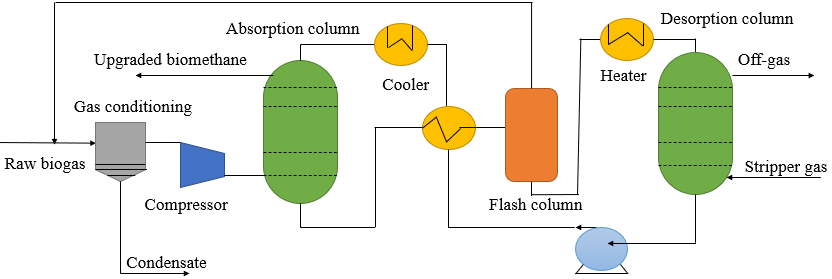 Desorption column
Absorption column
Upgraded biomethane
Off-gas
Heater
Cooler
Gas conditioning
Raw biogas
Stripper gas
Compressor
Flash column
Condensate